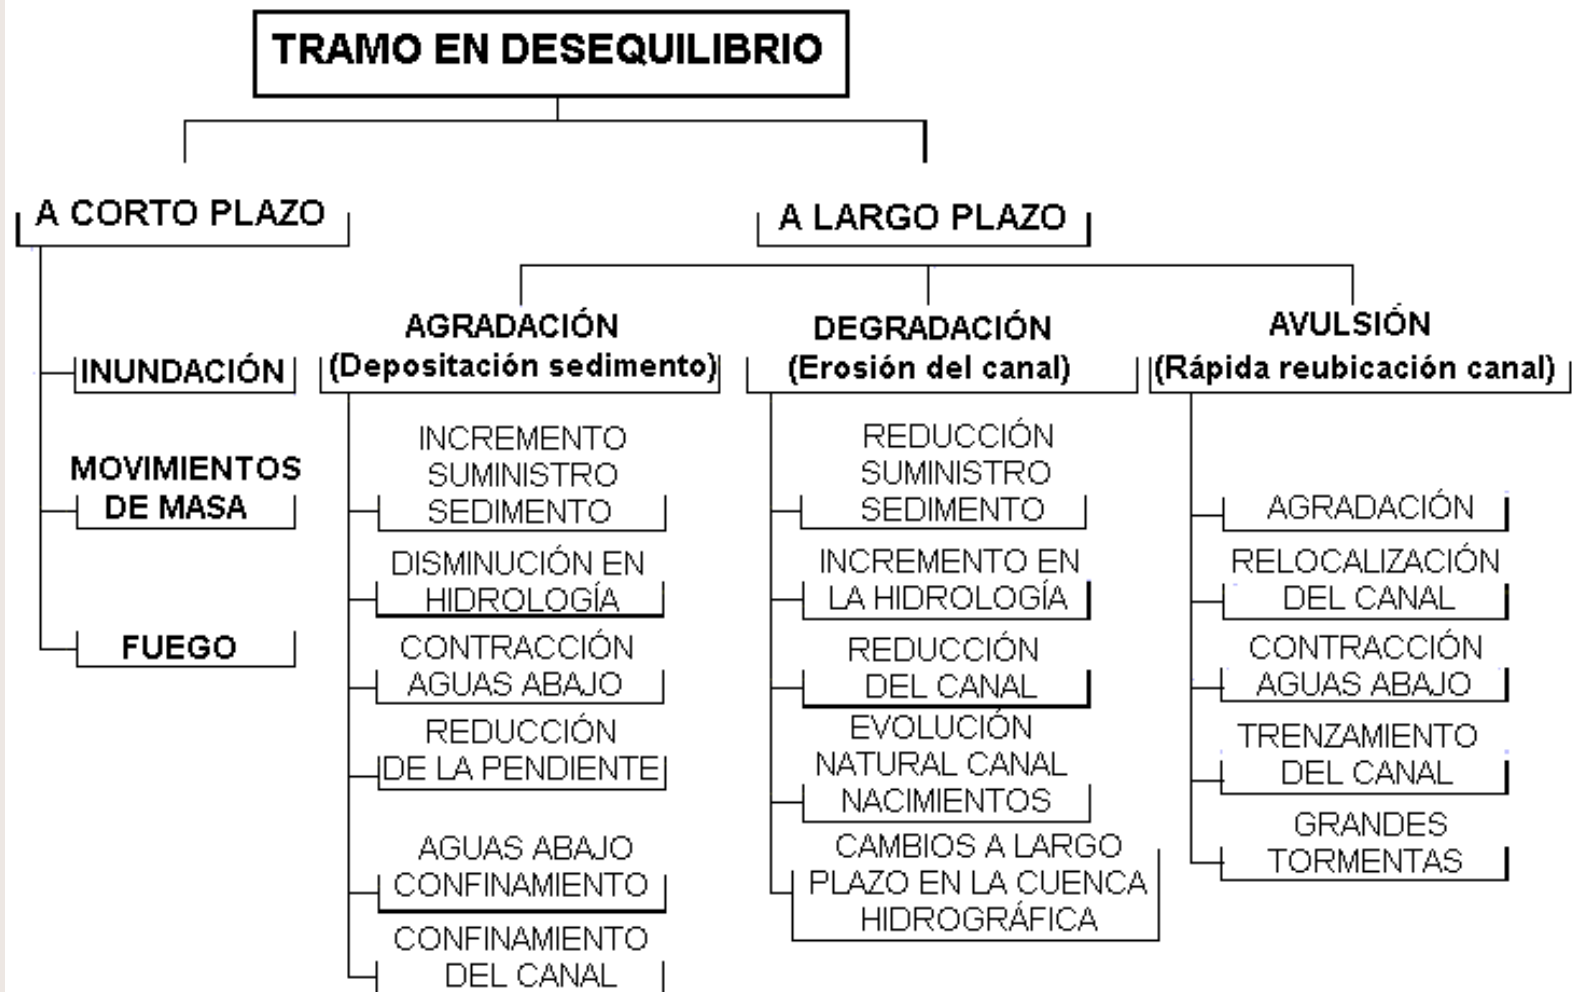 TRAMO EN DESEQUILIBRIO
A CORTO PLAZO
INUNDACIÓN
MOVIMIENTOS
DE MASA
FUEGO
A LARGO PLAZO
AGRADACIÓN
(Depositación sedimento)
INCREMENTO
SUMINISTRO
SEDIMENTO
DISMINUCIÓN EN
HIDROLOGÍA
CONTRACCIÓN
AGUAS ABAJO
REDUCCIÓN
DE LA PENDIENTE
AGUAS ABAJO
CONFINAMIENTO
CONFINAMIENTO
DEL CANAL
DEGRADACIÓN
(Erosión del canal)
REDUCCIÓN
SUMINISTRO
SEDIMENTO
INCREMENTO EN
LA HIDROLOGÍA
REDUCCIÓN
DEL CANAL
EVOLUCIÓN
NATURAL CANAL
NACIMIENTOS
CAMBIOS A LARGO
PLAZO EN LA CUENCA
HIDROGRÁFICA
AVULSIÓN
(Rápida reubicación canal)
AGRADACIÓN
RELOCALIZACIÓN
DEL CANAL
CONTRACCIÓN
AGUAS ABAJO
TRENZAMIENTO
DEL CANAL
GRANDES
TORMENTAS